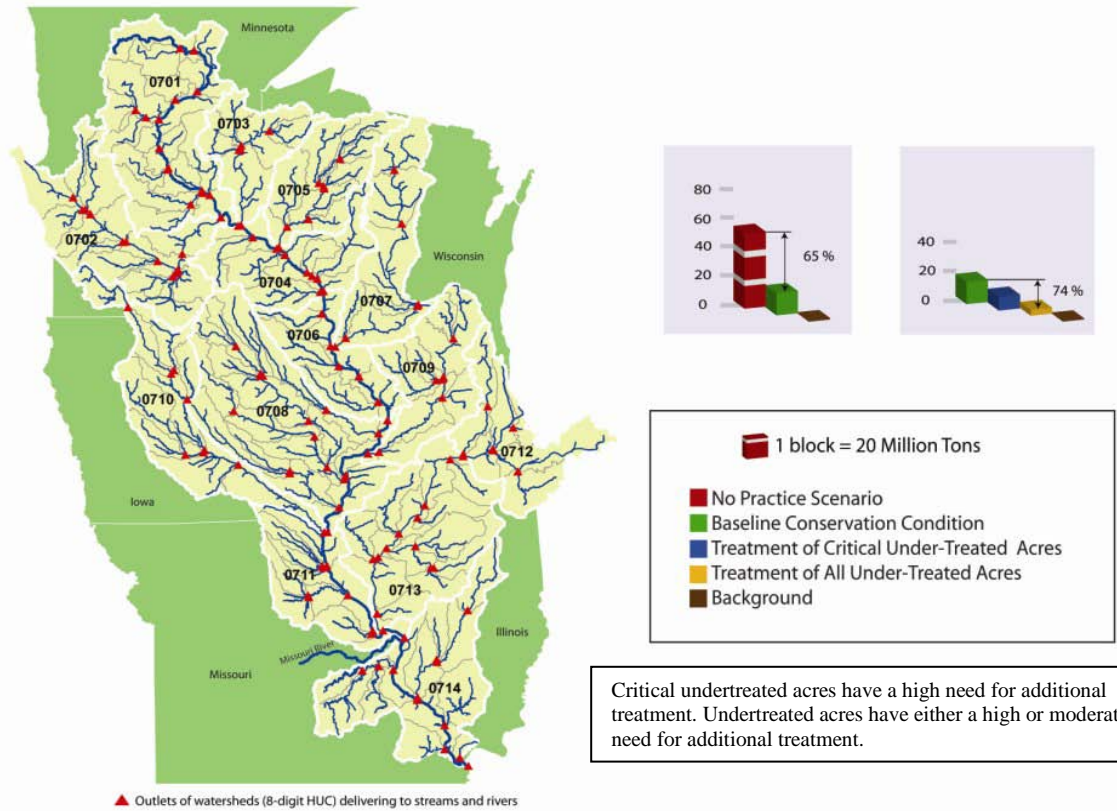 Minnesota
0701
0703
0705
0702
Wisconsin
0704
0707
0706
0709
0710
0708
0712
Iowa
0711
0713
Illinois
Missouri River
Missouri
0714
▲ Outlets of watersheds (8-digit HUC) delivering to streams and rivers
80
60
40
20
0
65 %
40
20
0
74 %
1 block = 20 Million Tons
No Practice Scenario
Baseline Conservation Condition
Treatment of Critical Under-Treated Acres
Treatment of All Under-Treated Acres
Background
Critical undertreated acres have a high need for additional
treatment. Undertreated acres have either a high or moderat
need for additional treatment.